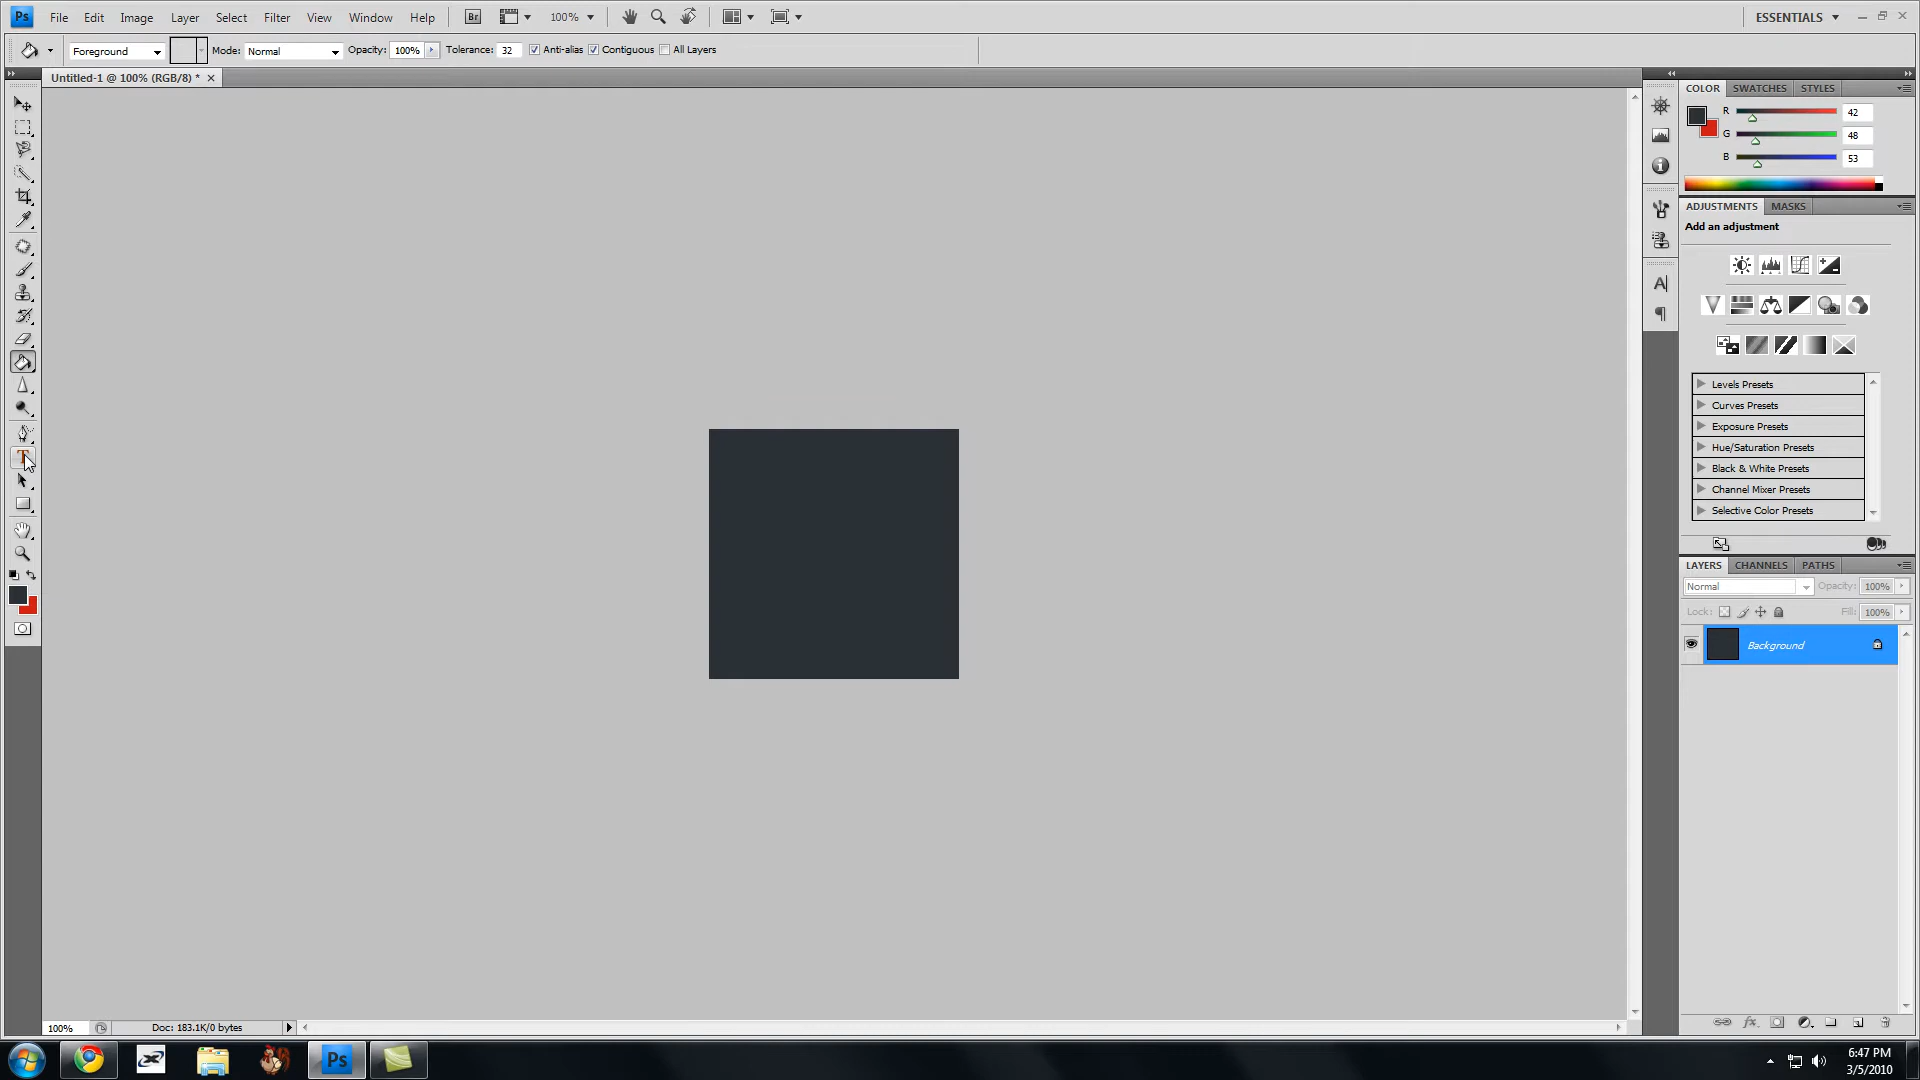 Ps File Edit Image Layer Select Filter View Window Help Br 100% ESSENTIALS
Foreground Mode: Normal Opacity: 100% Tolerance: 32 Anti-alias Contiguous All Layers
Untitled-1 @ 100% (RGB/8) *
COLOR SWATCHES STYLES
R 42
G 48
B 53
ADJUSTMENTS MASKS
Add an adjustment
Levels Presets
Curves Presets
Exposure Presets
Hue/Saturation Presets
Black & White Presets
Channel Mixer Presets
Selective Color Presets
LAYERS CHANNELS PATHS
Normal Opacity: 100%
Lock: Fill: 100%
Background
100% Doc: 183.1K/0 bytes
Ps
6:47 PM
3/5/2010